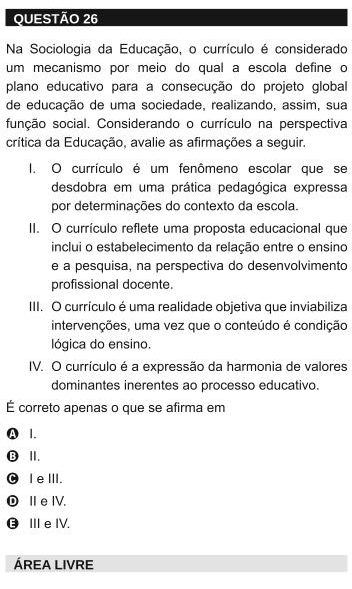 QUESTÃO 26
Na Sociologia da Educação, o currículo é considerado
um mecanismo por meio do qual a escola define o
plano educativo para a consecução do projeto global
de educação de uma sociedade, realizando, assim, sua
função social. Considerando o currículo na perspectiva
crítica da Educação, avalie as afirmações a seguir.
I. O currículo é um fenômeno escolar que se
desdobra em uma prática pedagógica expressa
por determinações do contexto da escola.
II. O currículo reflete uma proposta educacional que
inclui o estabelecimento da relação entre o ensino
e a pesquisa, na perspectiva do desenvolvimento
profissional docente.
III. O currículo é uma realidade objetiva que inviabiliza
intervenções, uma vez que o conteúdo é condição
lógica do ensino.
IV. O currículo é a expressão da harmonia de valores
dominantes inerentes ao processo educativo.
É correto apenas o que se afirma em
A I.
B II.
C I e III.
D II e IV.
E III e IV.
ÁREA LIVRE